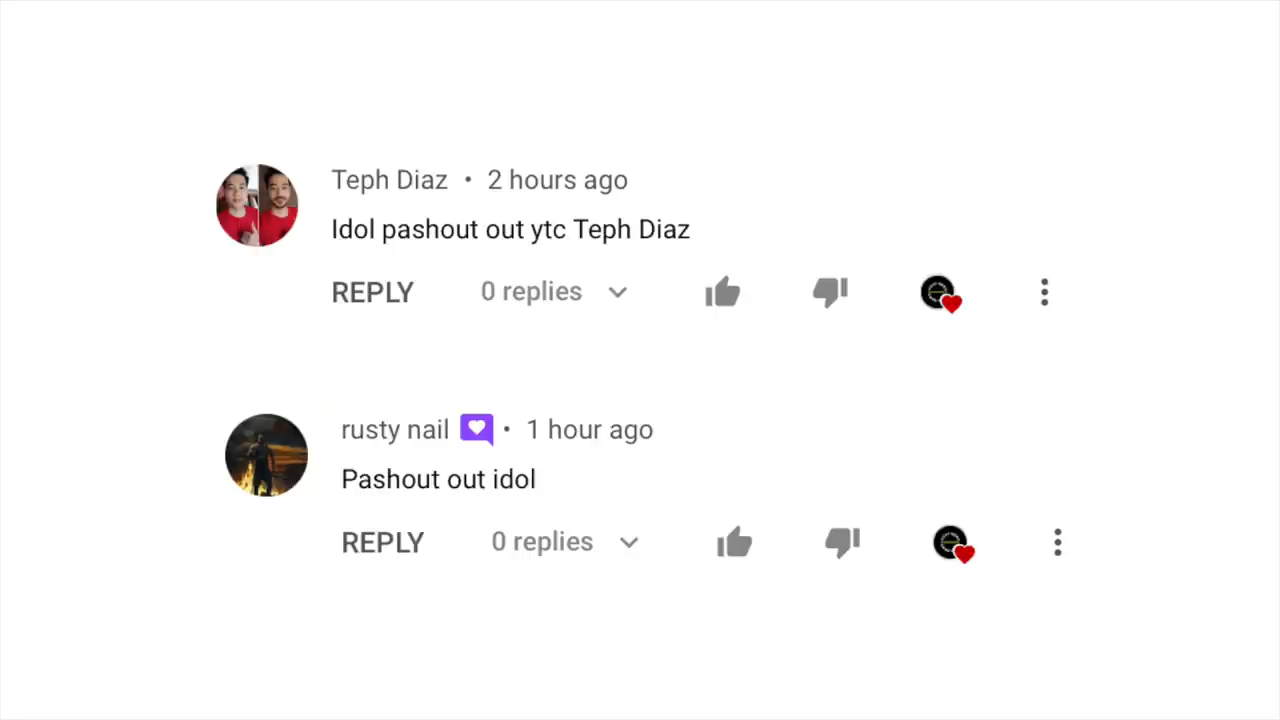 Teph Diaz • 2 hours ago
Idol pashout out ytc Teph Diaz
REPLY 0 replies
rusty nail • 1 hour ago
Pashout out idol
REPLY 0 replies